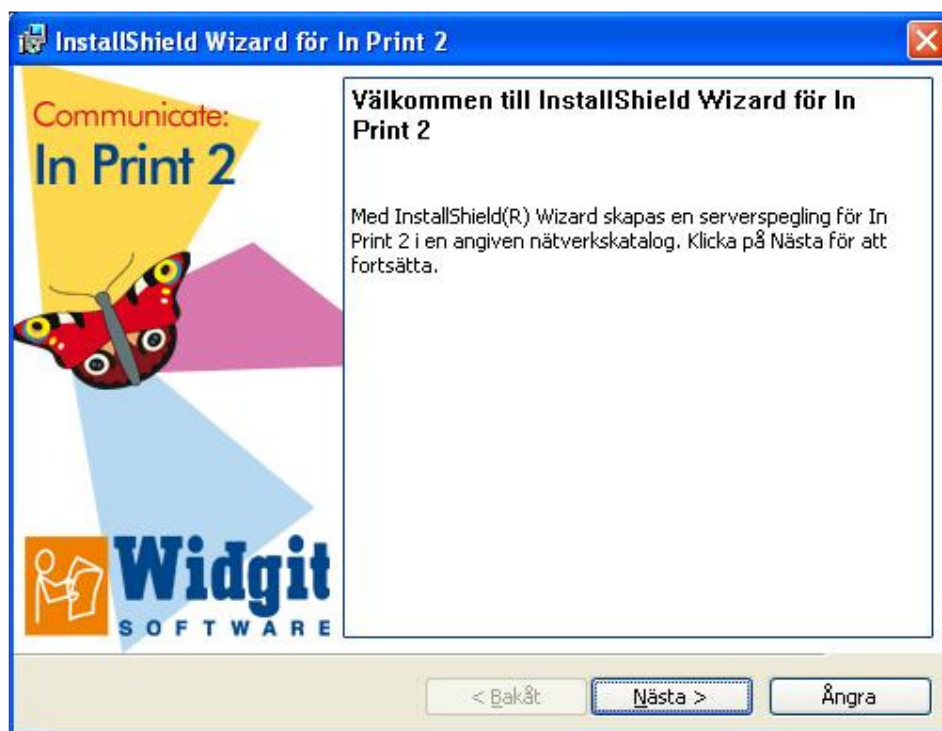 InstallShield Wizard för In Print 2
Communicate:
In Print 2
Widgit
SOFTWARE
Välkommen till InstallShield Wizard för In
Print 2
Med InstallShield(R) Wizard skapas en serverspegling för In
Print 2 i en angiven nätverkskatalog. Klicka på Nästa för att
fortsätta.
< Bakåt
Nästa >
Ångra